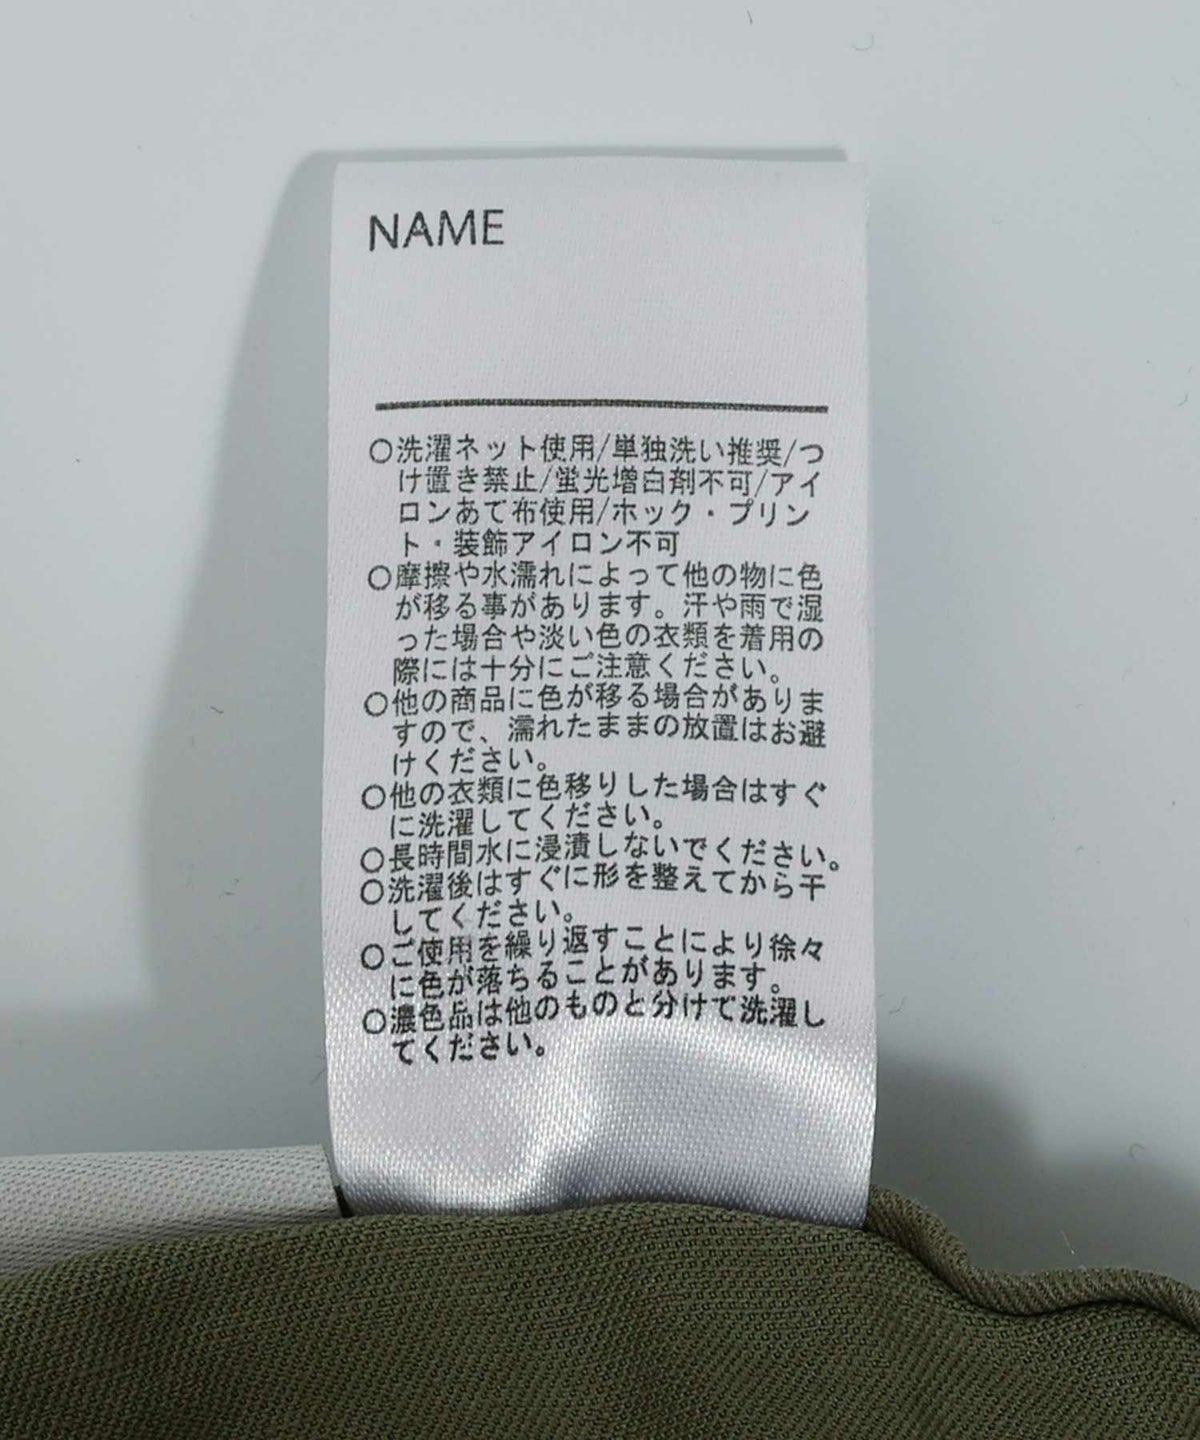 NAME
○洗濯ネット使用/単独洗い推奨/つ
け置き禁止/蛍光増白剤不可/アイ
ロンあて布使用/ホック・プリン
ト・装飾アイロン不可
○摩擦や水濡れによって他の物に色
が移る事があります。汗や雨で湿
った場合や淡い色の衣類を着用の
際には十分にご注意ください。
○他の商品に色が移る場合がありま
すので、濡れたままの放置はお避
けください。
○他の衣類に色移りした場合はすぐ
に洗濯してください。
○長時間水に浸漬しないでください。
○洗濯後はすぐに形を整えてから干
してください。
○ご使用を繰り返すことにより徐々
に色が落ちることがあります。
○濃色品は他のものと分けて洗濯し
てください。